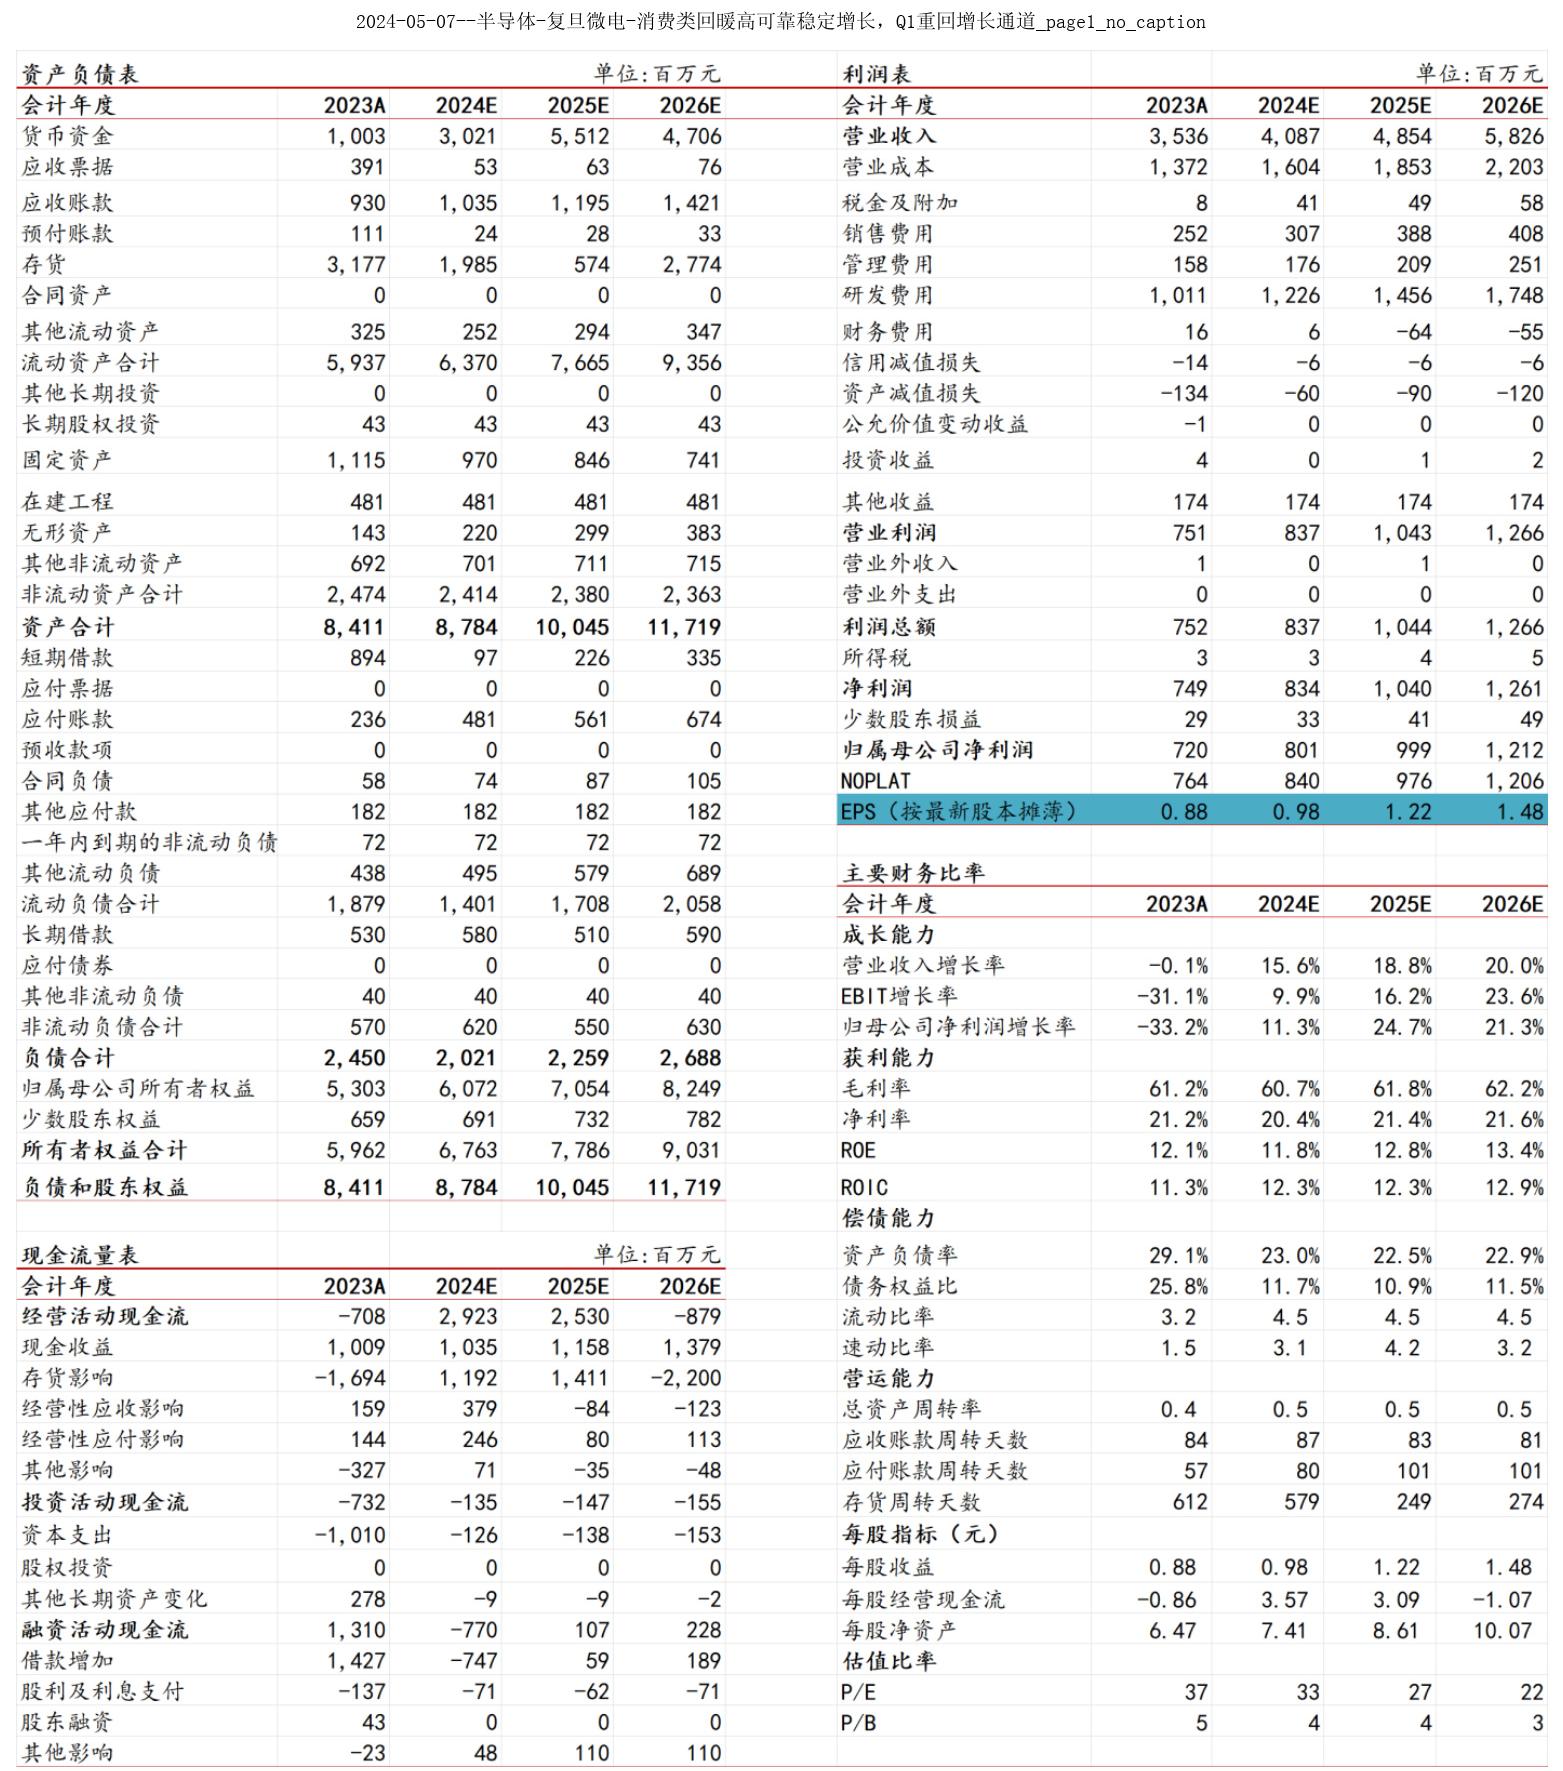 2024-05-07--半导体-复旦微电-消费类回暖高可靠稳定增长，Q1重回增长通道_page1_no_caption
资产负债表 单位:百万元
会计年度 2023A 2024E 2025E 2026E
货币资金 1,003 3,021 5,512 4,706
应收票据 391 53 63 76
应收账款 930 1,035 1,195 1,421
预付账款 111 24 28 33
存货 3,177 1,985 574 2,774
合同资产 0 0 0 0
其他流动资产 325 252 294 347
流动资产合计 5,937 6,370 7,665 9,356
其他长期投资 0 0 0 0
长期股权投资 43 43 43 43
固定资产 1,115 970 846 741
在建工程 481 481 481 481
无形资产 143 220 299 383
其他非流动资产 692 701 711 715
非流动资产合计 2,474 2,414 2,380 2,363
资产合计 8,411 8,784 10,045 11,719
短期借款 894 97 226 335
应付票据 0 0 0 0
应付账款 236 481 561 674
预收款项 0 0 0 0
合同负债 58 74 87 105
其他应付款 182 182 182 182
一年内到期的非流动负债 72 72 72 72
其他流动负债 438 495 579 689
流动负债合计 1,879 1,401 1,708 2,058
长期借款 530 580 510 590
应付债券 0 0 0 0
其他非流动负债 40 40 40 40
非流动负债合计 570 620 550 630
负债合计 2,450 2,021 2,259 2,688
归属母公司所有者权益 5,303 6,072 7,054 8,249
少数股东权益 659 691 732 782
所有者权益合计 5,962 6,763 7,786 9,031
负债和股东权益 8,411 8,784 10,045 11,719
现金流量表 单位:百万元
会计年度 2023A 2024E 2025E 2026E
经营活动现金流 -708 2,923 2,530 -879
现金收益 1,009 1,035 1,158 1,379
存货影响 -1,694 1,192 1,411 -2,200
经营性应收影响 159 379 -84 -123
经营性应付影响 144 246 80 113
其他影响 -327 71 -35 -48
投资活动现金流 -732 -135 -147 -155
资本支出 -1,010 -126 -138 -153
股权投资 0 0 0 0
其他长期资产变化 278 -9 -9 -2
融资活动现金流 1,310 -770 107 228
借款增加 1,427 -747 59 189
股利及利息支付 -137 -71 -62 -71
股东融资 43 0 0 0
其他影响 -23 48 110 110
利润表 单位:百万元
会计年度 2023A 2024E 2025E 2026E
营业收入 3,536 4,087 4,854 5,826
营业成本 1,372 1,604 1,853 2,203
税金及附加 8 41 49 58
销售费用 252 307 388 408
管理费用 158 176 209 251
研发费用 1,011 1,226 1,456 1,748
财务费用 16 6 -64 -55
信用减值损失 -14 -6 -6 -6
资产减值损失 -134 -60 -90 -120
公允价值变动收益 -1 0 0 0
投资收益 4 0 1 2
其他收益 174 174 174 174
营业利润 751 837 1,043 1,266
营业外收入 1 0 1 0
营业外支出 0 0 0 0
利润总额 752 837 1,044 1,266
所得税 3 3 4 5
净利润 749 834 1,040 1,261
少数股东损益 29 33 41 49
归属母公司净利润 720 801 999 1,212
NOPLAT 764 840 976 1,206
EPS（按最新股本摊薄） 0.88 0.98 1.22 1.48
主要财务比率
会计年度 2023A 2024E 2025E 2026E
成长能力
营业收入增长率 -0.1% 15.6% 18.8% 20.0%
EBIT增长率 -31.1% 9.9% 16.2% 23.6%
归母公司净利润增长率 -33.2% 11.3% 24.7% 21.3%
获利能力
毛利率 61.2% 60.7% 61.8% 62.2%
净利率 21.2% 20.4% 21.4% 21.6%
ROE 12.1% 11.8% 12.8% 13.4%
ROIC 11.3% 12.3% 12.3% 12.9%
偿债能力
资产负债率 29.1% 23.0% 22.5% 22.9%
债务权益比 25.8% 11.7% 10.9% 11.5%
流动比率 3.2 4.5 4.5 4.5
速动比率 1.5 3.1 4.2 3.2
营运能力
总资产周转率 0.4 0.5 0.5 0.5
应收账款周转天数 84 87 83 81
应付账款周转天数 57 80 101 101
存货周转天数 612 579 249 274
每股指标（元）
每股收益 0.88 0.98 1.22 1.48
每股经营现金流 -0.86 3.57 3.09 -1.07
每股净资产 6.47 7.41 8.61 10.07
估值比率
P/E 37 33 27 22
P/B 5 4 4 3